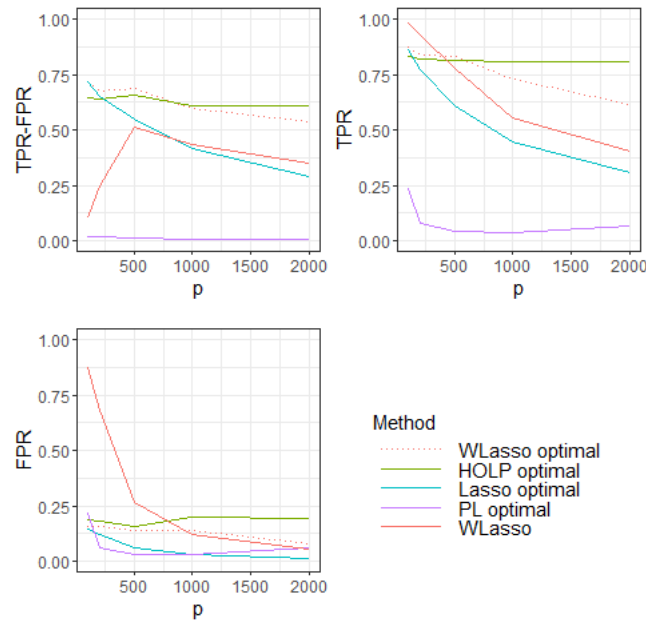 1.00
0.75
0.50
0.25
0.00
TPR-FPR
500 1000 1500 2000
p
1.00
0.75
0.50
0.25
0.00
TPR
500 1000 1500 2000
p
1.00
0.75
0.50
0.25
0.00
FPR
500 1000 1500 2000
p
Method
WLasso optimal
HOLP optimal
Lasso optimal
PL optimal
WLasso